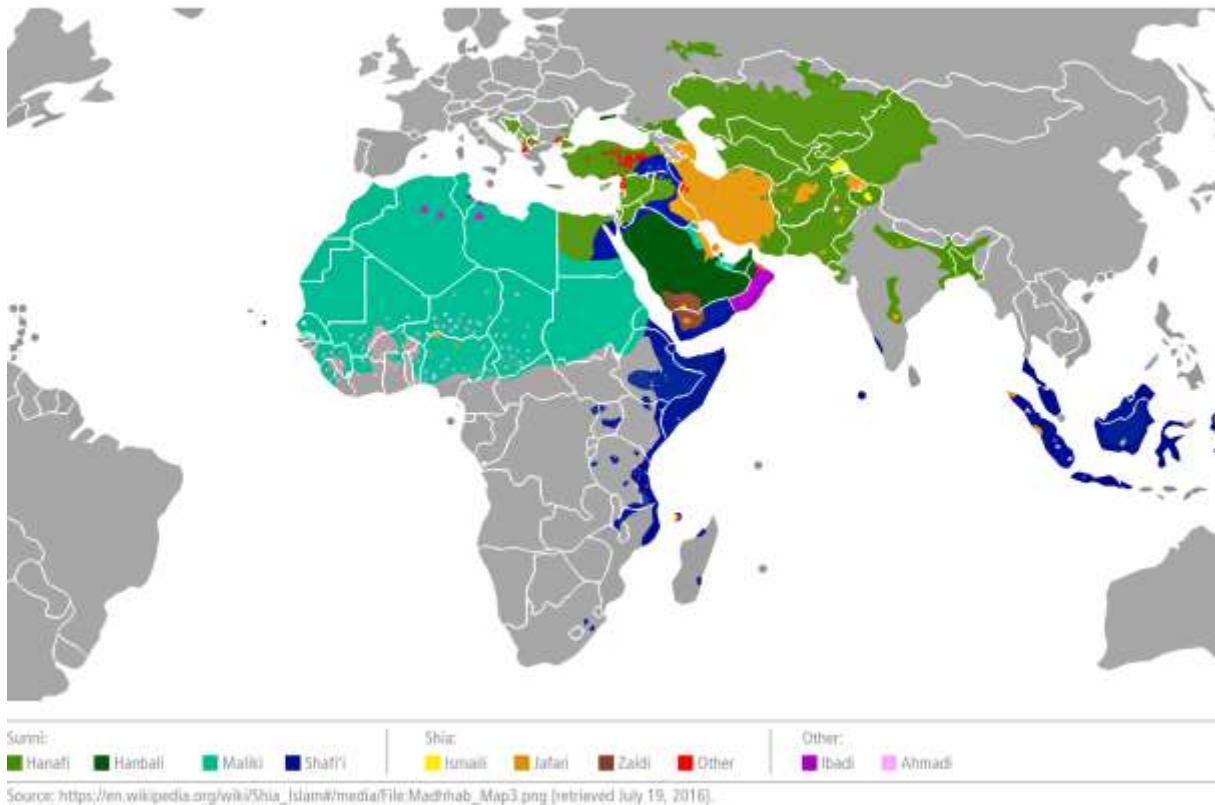 Sunni: Shia: Other:
Hanafi Hanbali Maliki Shafi'i Ismaili Jafari Zaidi Other Ibadi Ahmadi
Source: https://en.wikipedia.org/wiki/Shia_Islam#/media/File:Madhhab_Map3.png (retrieved July 19, 2016).